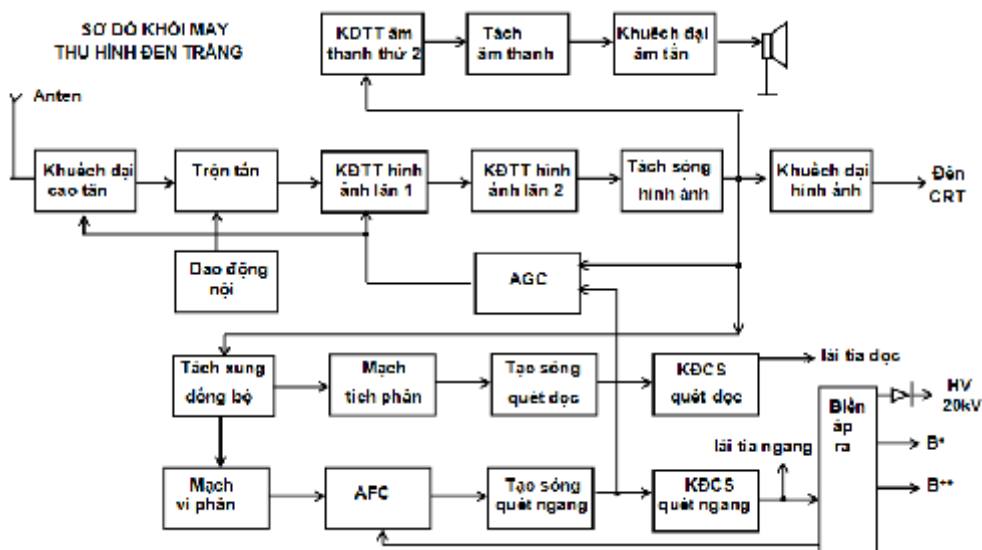 SƠ ĐỒ KHỐI MÁY
THU HÌNH ĐEN TRẮNG
KĐTT âm
thanh thứ 2
Tách
âm thanh
Khuếch đại
âm tần
Anten
Khuếch đại
cao tần
Trộn tần
KĐTT hình
ảnh lần 1
KĐTT hình
ảnh lần 2
Tách sóng
hình ảnh
Khuếch đại
hình ảnh
Đèn
CRT
Dao động
nội
AGC
Tách xung
đồng bộ
Mạch
tích phân
Tạo sóng
quét dọc
KĐCS
quét dọc
lái tia dọc
Biến
áp
ra
HV
20kV
B+
B++
lái tia ngang
Mạch
vi phân
AFC
Tạo sóng
quét ngang
KĐCS
quét ngang